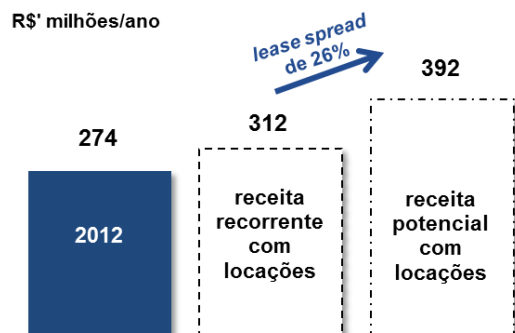 R$' milhões/ano
lease spread
de 26%
392
312
274
2012
receita
recorrente
com
locações
receita
potencial
com
locações